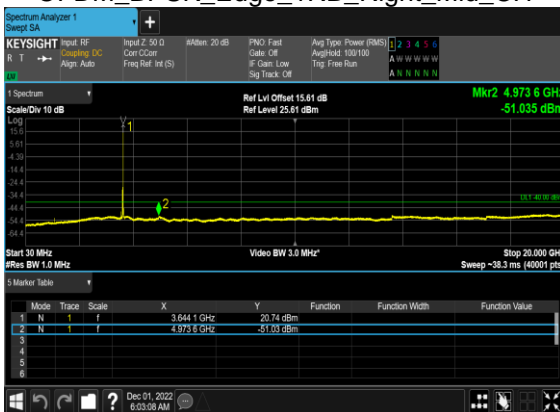 Spectrum Analyzer 1
Swept SA
KEYSIGHT Input: RF Input Z: 50 Ω #Atten: 20 dB PNO: Fast Avg Type: Power (RMS) 1 2 3 4 5 6
R T Coupling: DC Corr CCorr Gate: Off Avg|Hold: 100/100 A W W W W W
Align: Auto Freq Ref: Int (S) IF Gain: Low Trig: Free Run
Sig Track: Off A N N N N N
1 Spectrum Ref Lvl Offset 15.61 dB Mkr2 4.973 6 GHz
Scale/Div 10 dB Ref Level 25.61 dBm -51.035 dBm
Log
15.6
5.61
-4.39
-14.4
-24.4
-34.4
-44.4
-54.4
-64.4
1
2
DL1 -40.00 dBm
Start 30 MHz Video BW 3.0 MHz* Stop 20.000 GHz
#Res BW 1.0 MHz Sweep ~38.3 ms (40001 pts)
5 Marker Table
Mode Trace Scale X Y Function Function Width Function Value
1 N 1 f 3.644 1 GHz 20.74 dBm
2 N 1 f 4.973 6 GHz -51.03 dBm
3
4
5
6
Dec 01, 2022
6:03:08 AM